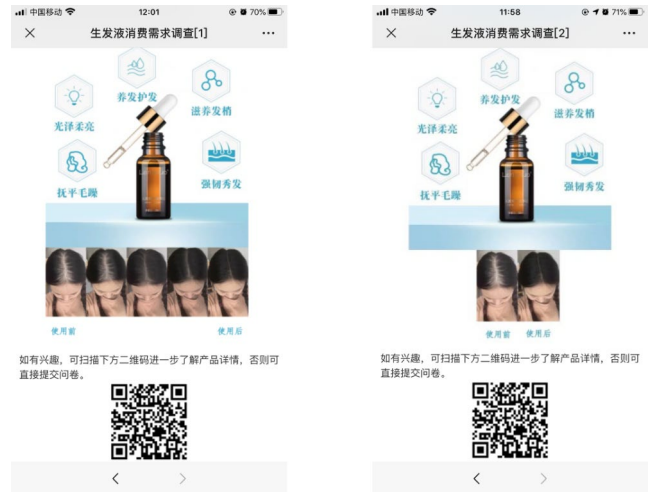 中国移动
12:01
70%
生发液消费需求调查[1]
养发护发
光泽柔亮
滋养发梢
抚平毛躁
强韧秀发
使用前
使用后
如有兴趣，可扫描下方二维码进一步了解产品详情，否则可
直接提交问卷。
中国移动
11:58
71%
生发液消费需求调查[2]
养发护发
光泽柔亮
滋养发梢
抚平毛躁
强韧秀发
使用前
使用后
如有兴趣，可扫描下方二维码进一步了解产品详情，否则可
直接提交问卷。